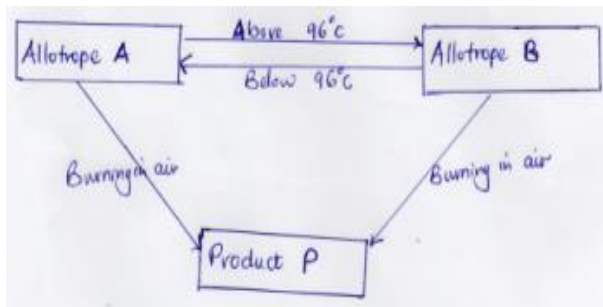 Above 96°c
Allotrope A
Allotrope B
Below 96°c
Burning in air
Burning in air
Product P